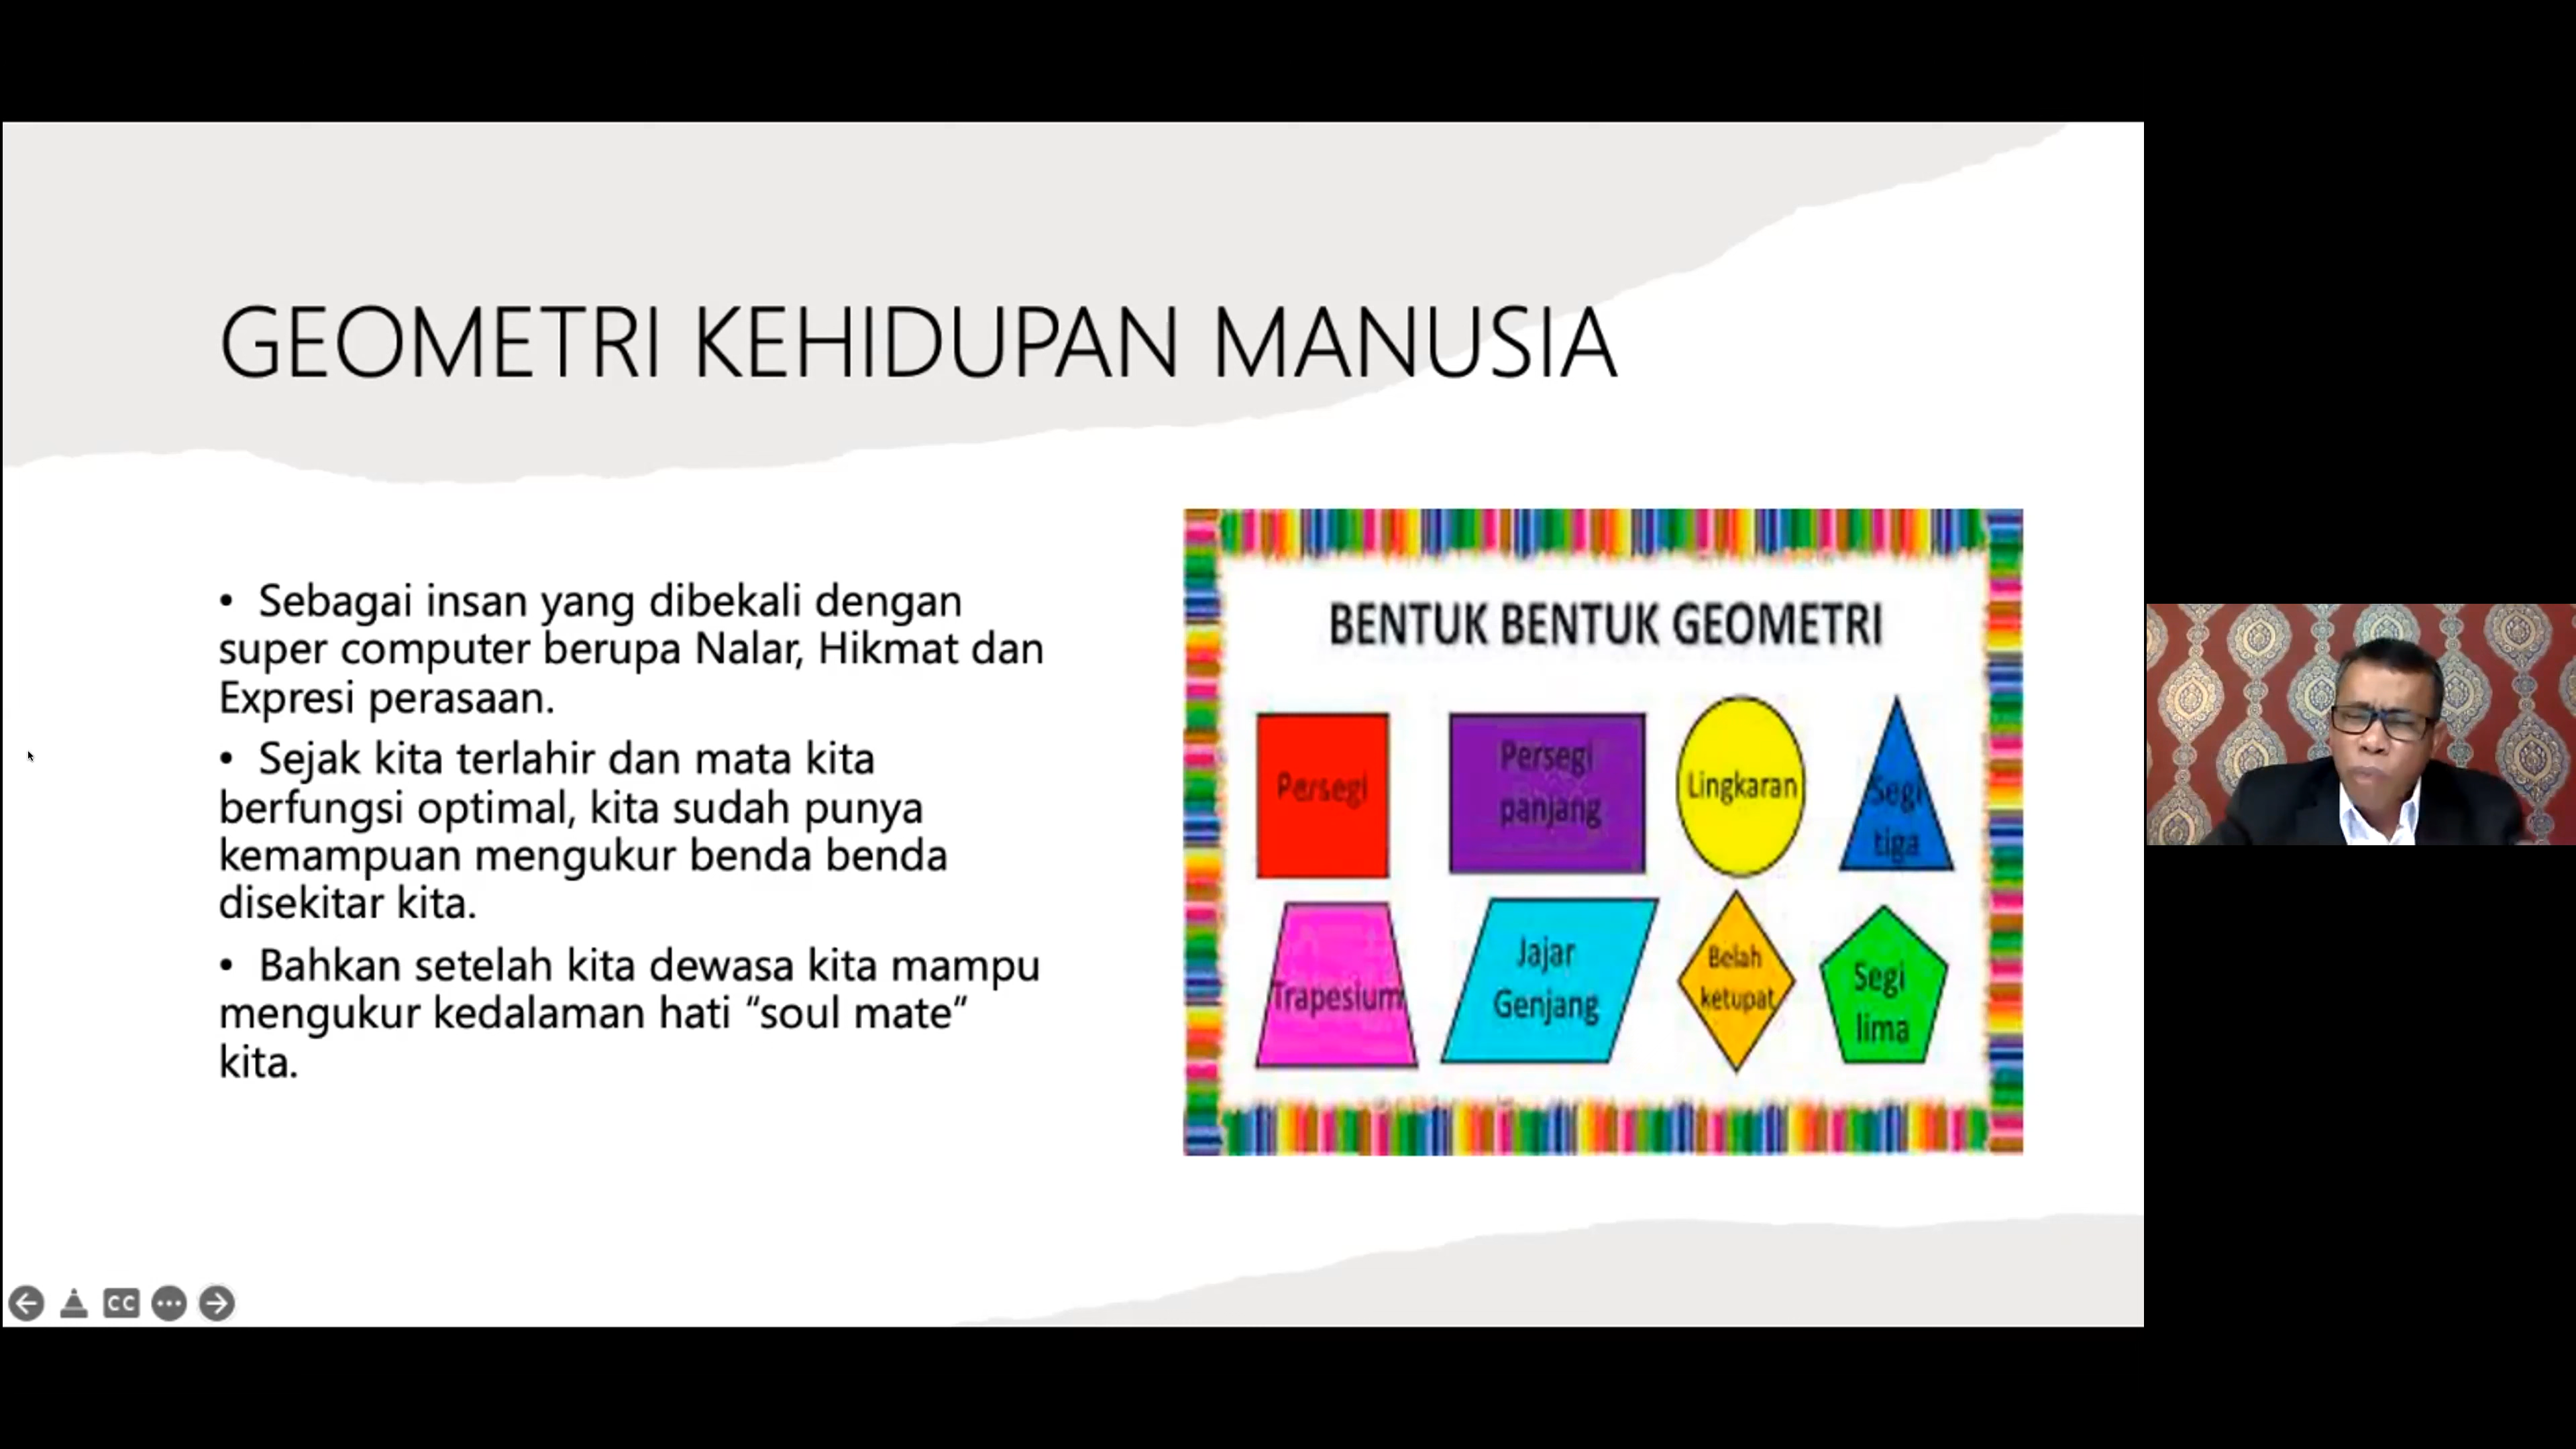 GEOMETRI KEHIDUPAN MANUSIA
• Sebagai insan yang dibekali dengan
super computer berupa Nalar, Hikmat dan
Expresi perasaan.
• Sejak kita terlahir dan mata kita
berfungsi optimal, kita sudah punya
kemampuan mengukur benda benda
disekitar kita.
• Bahkan setelah kita dewasa kita mampu
mengukur kedalaman hati “soul mate”
kita.
BENTUK BENTUK GEOMETRI
Persegi
Persegi
panjang
Lingkaran
Segi
tiga
Trapesium
Jajar
Genjang
Belah
ketupat
Segi
lima
CC